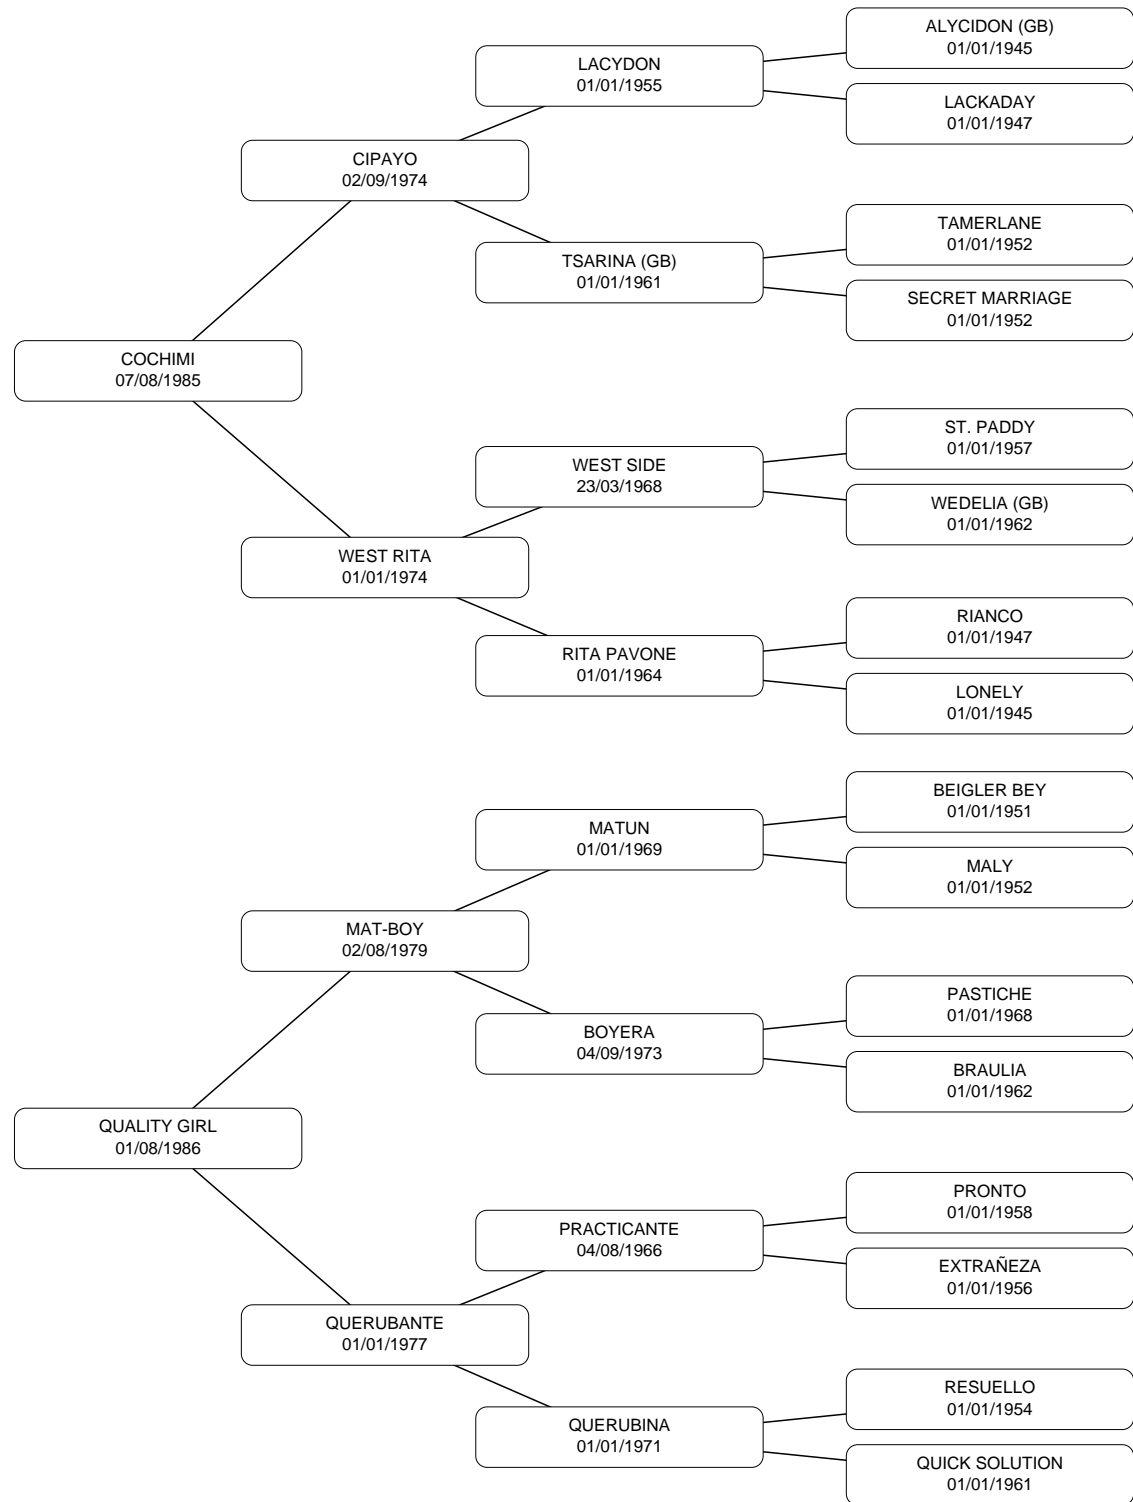 ALYCIDON (GB)
01/01/1945
LACYDON
01/01/1955
LACKADAY
01/01/1947
CIPAYO
02/09/1974
TAMERLANE
01/01/1952
TSARINA (GB)
01/01/1961
SECRET MARRIAGE
01/01/1952
COCHIMI
07/08/1985
ST. PADDY
01/01/1957
WEST SIDE
23/03/1968
WEDELIA (GB)
01/01/1962
WEST RITA
01/01/1974
RIANCO
01/01/1947
RITA PAVONE
01/01/1964
LONELY
01/01/1945
BEIGLER BEY
01/01/1951
MATUN
01/01/1969
MALY
01/01/1952
MAT-BOY
02/08/1979
PASTICHE
01/01/1968
BOYERA
04/09/1973
BRAULIA
01/01/1962
QUALITY GIRL
01/08/1986
PRONTO
01/01/1958
PRACTICANTE
04/08/1966
EXTRAÑEZA
01/01/1956
QUERUBANTE
01/01/1977
RESUELLO
01/01/1954
QUERUBINA
01/01/1971
QUICK SOLUTION
01/01/1961